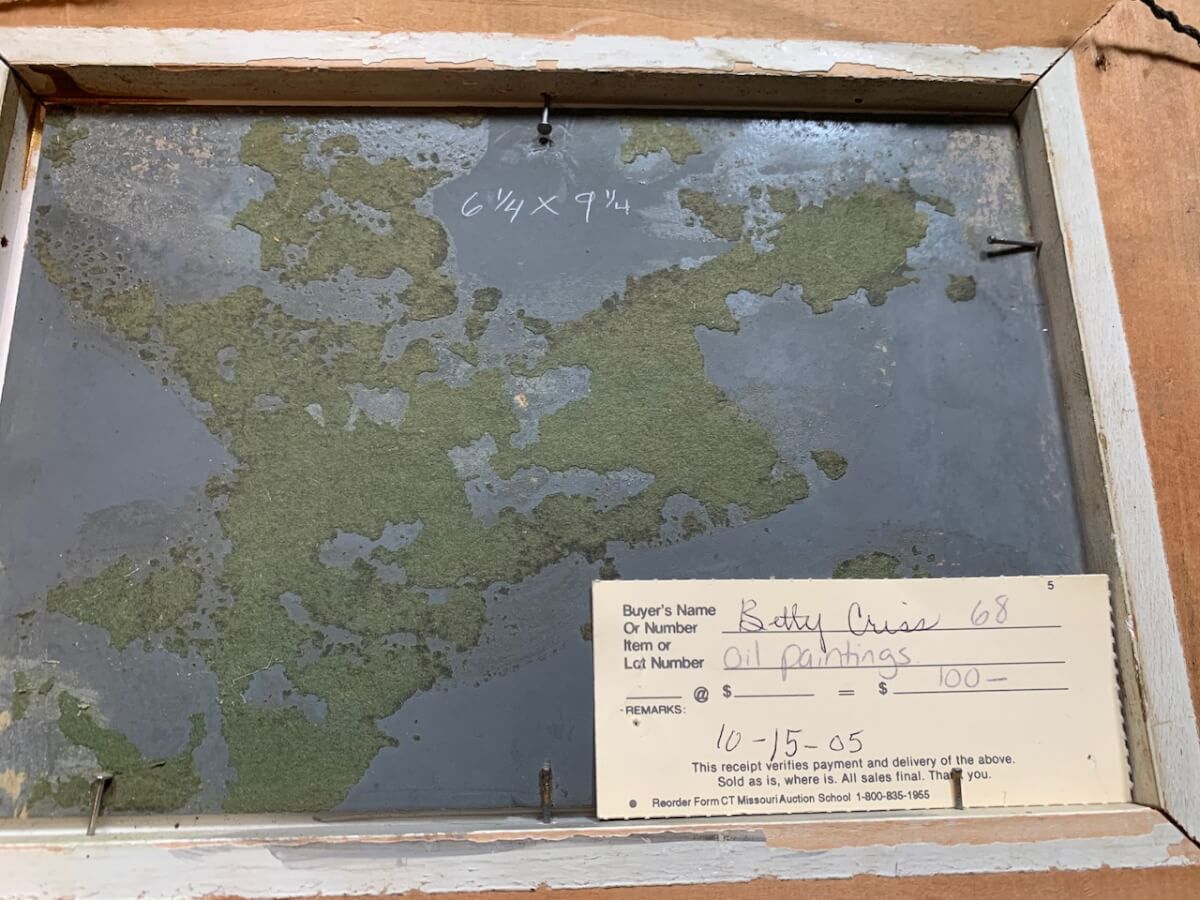 6 1/4 X 9 1/4
5
Buyer's Name Betty Criss 68
Or Number
Item or
Lot Number Oil paintings
@ $ = $ 100 —
REMARKS:
10-15-05
This receipt verifies payment and delivery of the above.
Sold as is, where is. All sales final. Thank you.
Reorder Form CT Missouri Auction School 1-800-835-1955